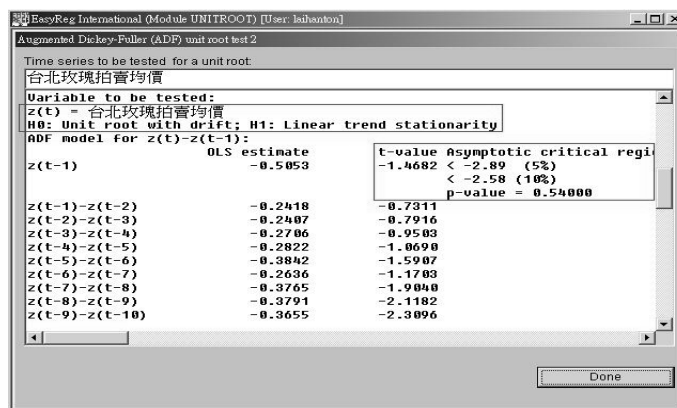 EasyReg International (Module UNITROOT) [User: laihanton]
Augmented Dickey-Fuller (ADF) unit root test 2
Time series to be tested for a unit root:
台北玫瑰拍賣均價
Variable to be tested:
z(t) = 台北玫瑰拍賣均價
H0: Unit root with drift; H1: Linear trend stationarity
ADF model for z(t)-z(t-1):
OLS estimate t-value Asymptotic critical regi
z(t-1) -0.5053 -1.4682 < -2.89 (5%)
< -2.58 (10%)
p-value = 0.54000
z(t-1)-z(t-2) -0.2418 -0.7311
z(t-2)-z(t-3) -0.2407 -0.7916
z(t-3)-z(t-4) -0.2706 -0.9503
z(t-4)-z(t-5) -0.2822 -1.0690
z(t-5)-z(t-6) -0.3842 -1.5907
z(t-6)-z(t-7) -0.2636 -1.1703
z(t-7)-z(t-8) -0.3765 -1.9040
z(t-8)-z(t-9) -0.3791 -2.1182
z(t-9)-z(t-10) -0.3655 -2.3096
Done